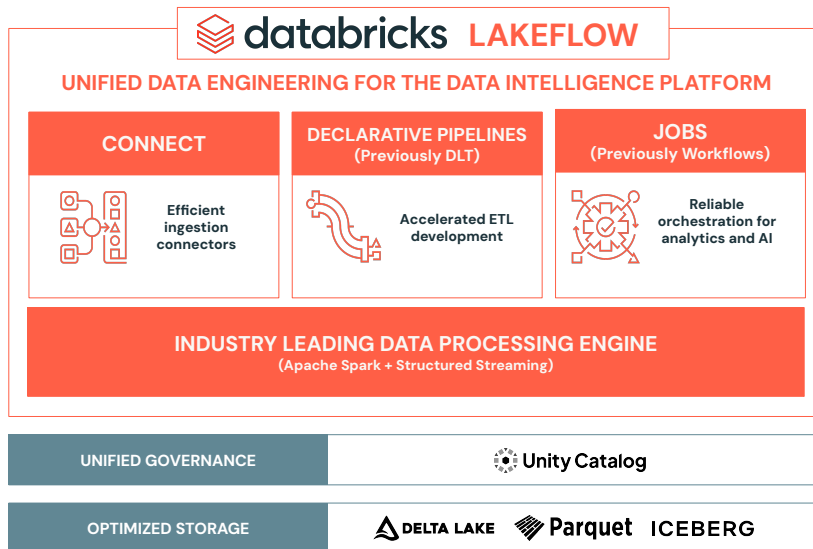 databricks LAKEFLOW
UNIFIED DATA ENGINEERING FOR THE DATA INTELLIGENCE PLATFORM
CONNECT
Efficient
ingestion
connectors
DECLARATIVE PIPELINES
(Previously DLT)
Accelerated ETL
development
JOBS
(Previously Workflows)
Reliable
orchestration for
analytics and AI
INDUSTRY LEADING DATA PROCESSING ENGINE
(Apache Spark + Structured Streaming)
UNIFIED GOVERNANCE
Unity Catalog
OPTIMIZED STORAGE
DELTA LAKE
Parquet
ICEBERG